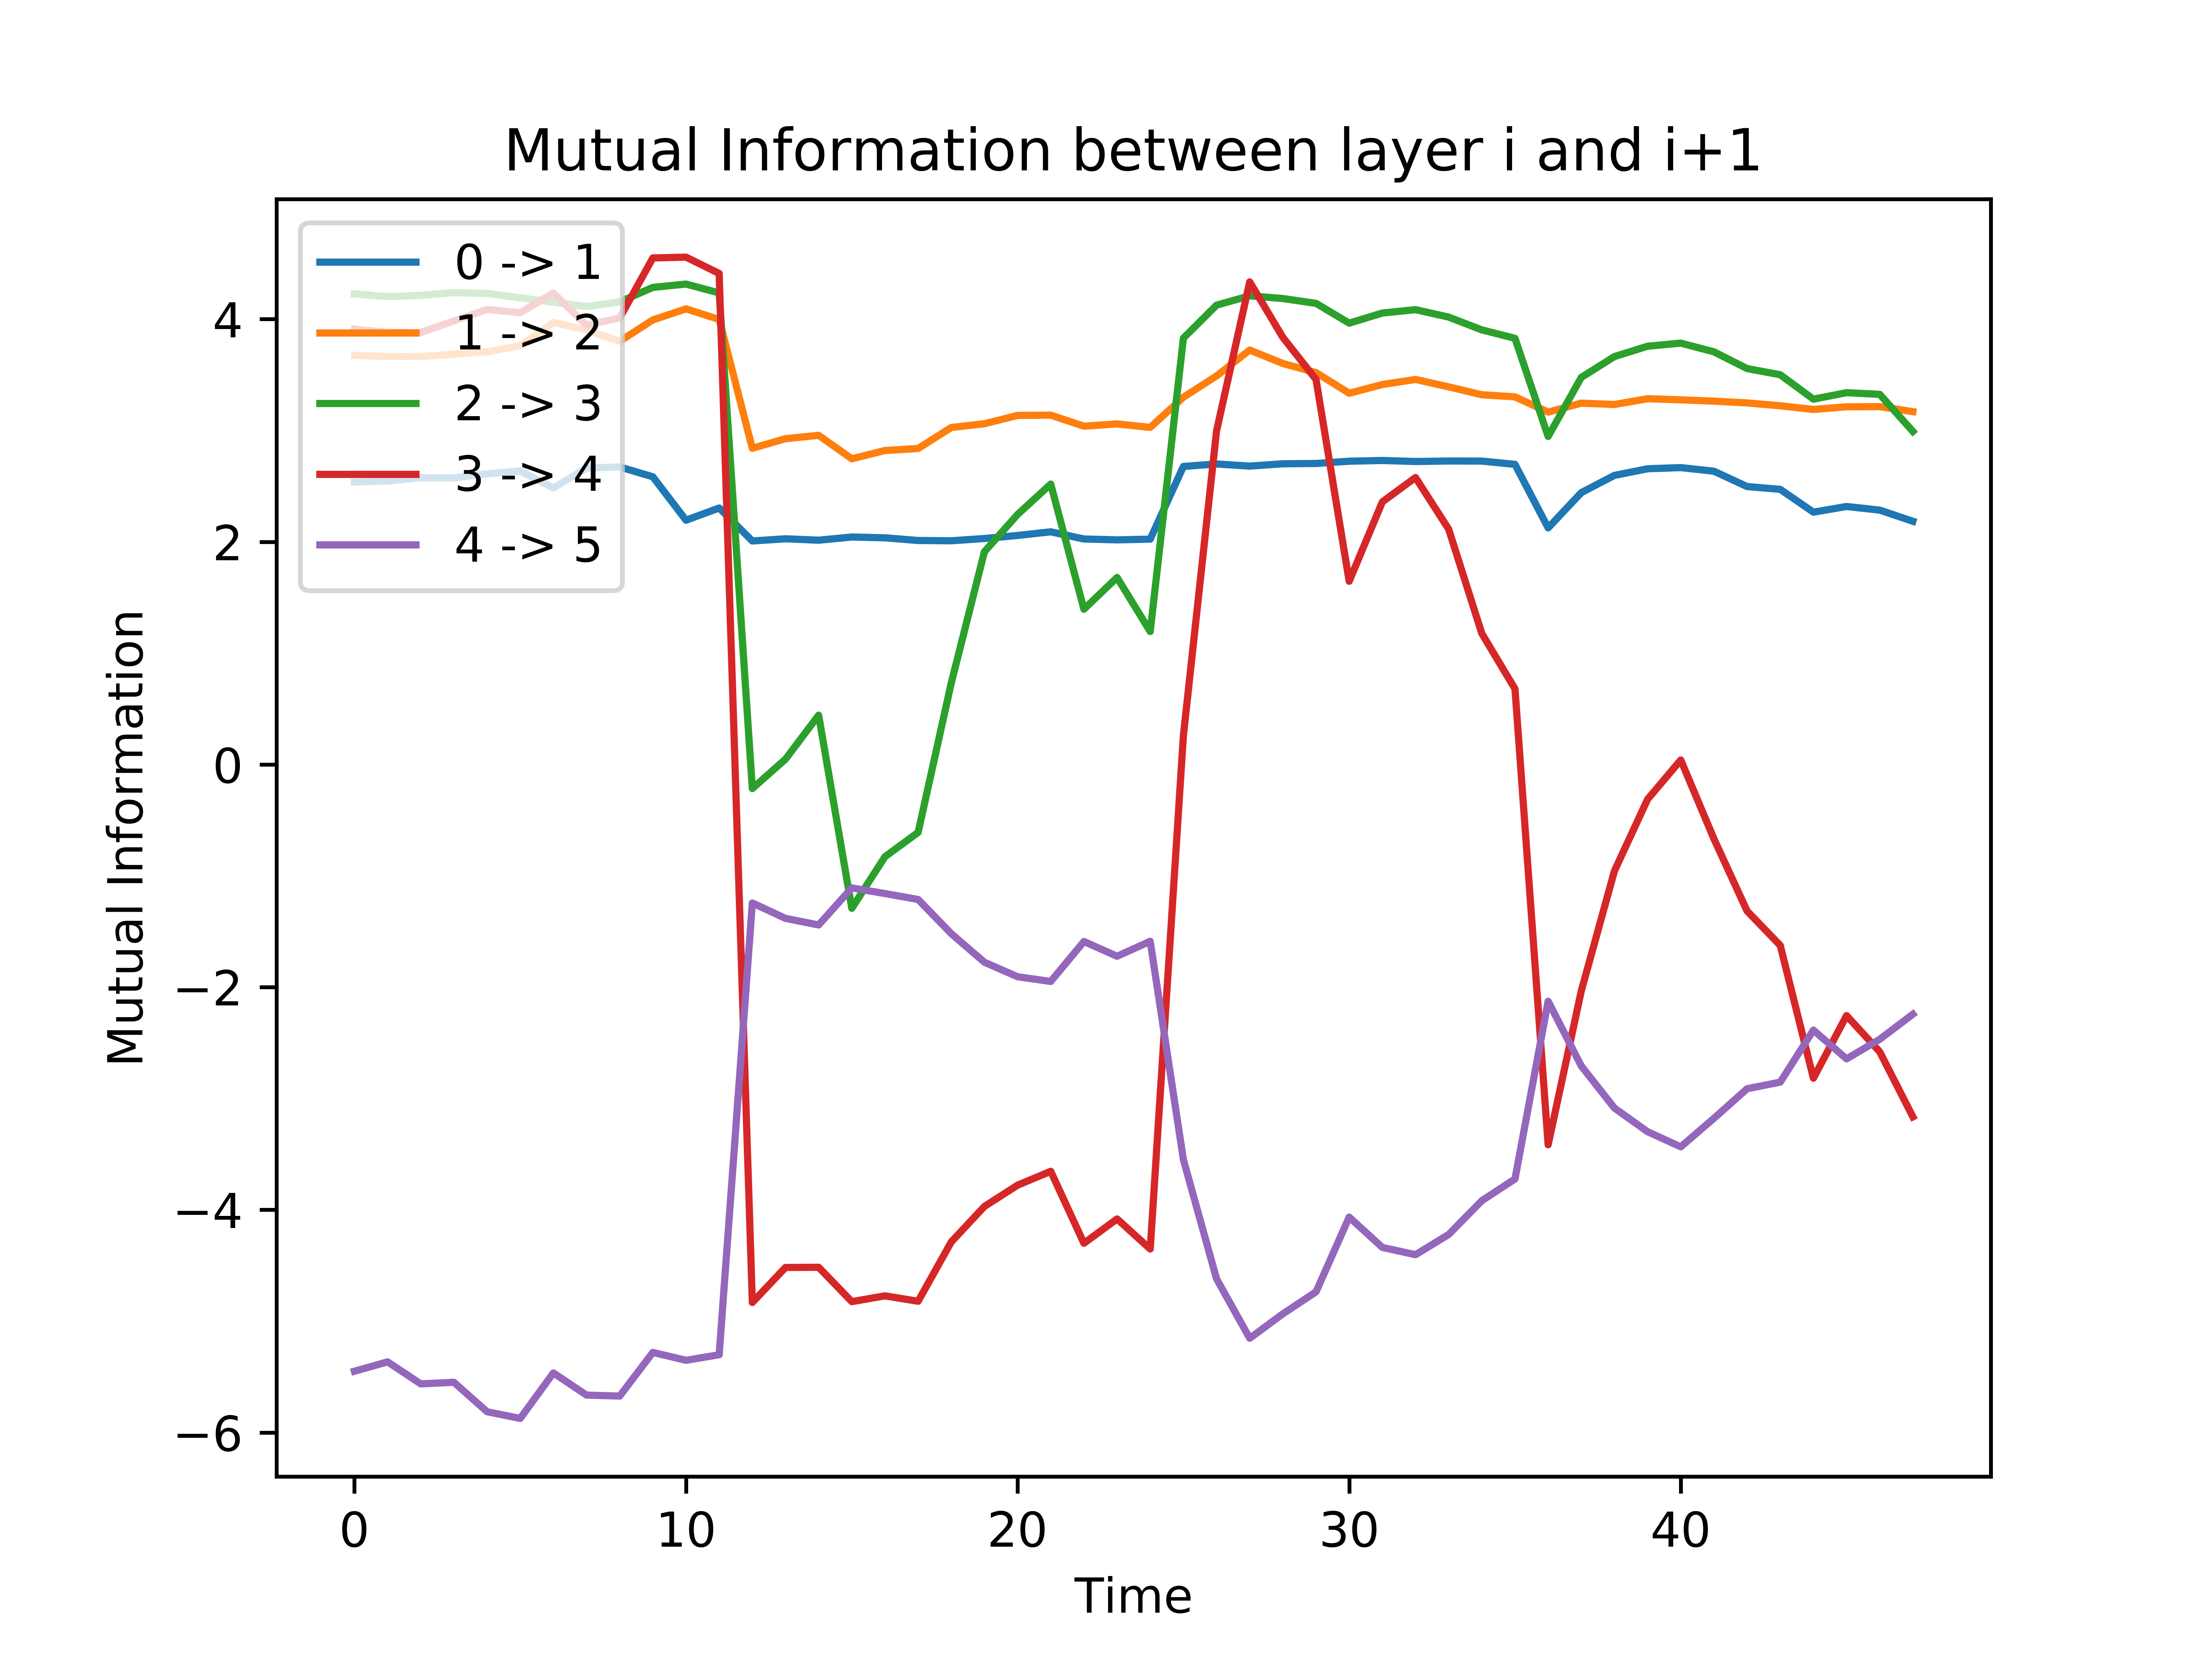 Mutual Information between layer i and i+1
0 -> 1
1 -> 2
2 -> 3
3 -> 4
4 -> 5
Mutual Information
4
2
0
−2
−4
−6
0 10 20 30 40
Time